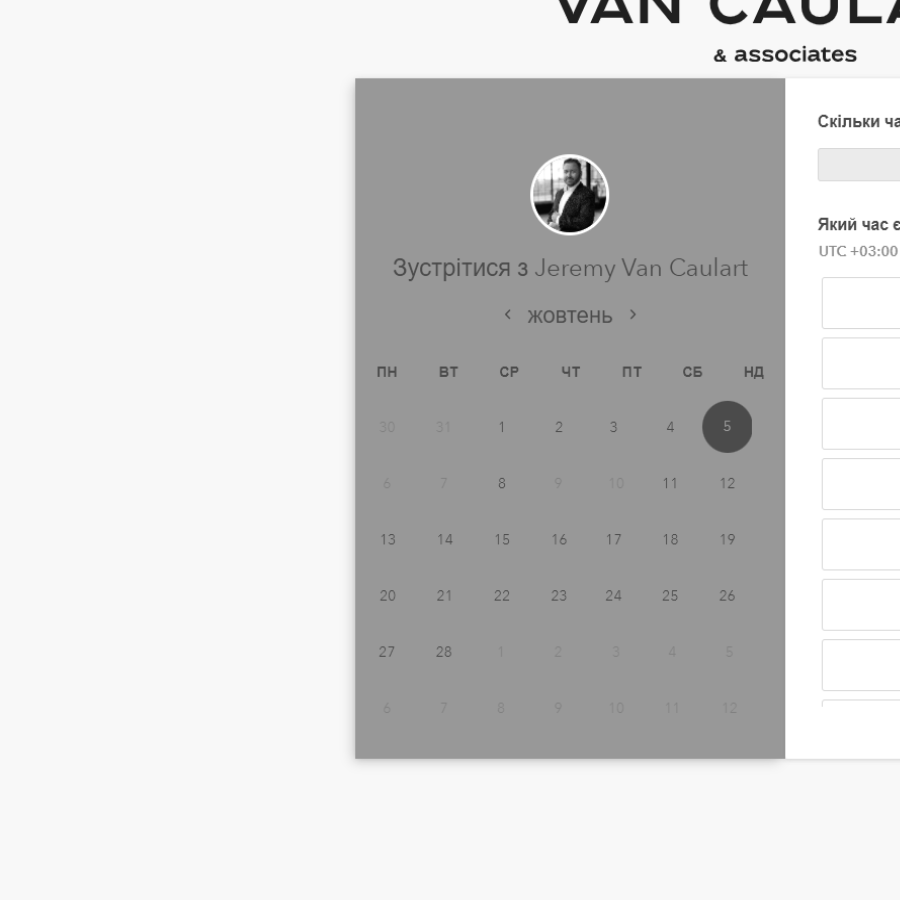 & associates
Зустрітися з Jeremy Van Caulart
‹ жовтень ›
ПН ВТ СР ЧТ ПТ СБ НД
30 31 1 2 3 4 5
6 7 8 9 10 11 12
13 14 15 16 17 18 19
20 21 22 23 24 25 26
27 28 1 2 3 4 5
6 7 8 9 10 11 12
Скільки
Який час
UTC +03:00